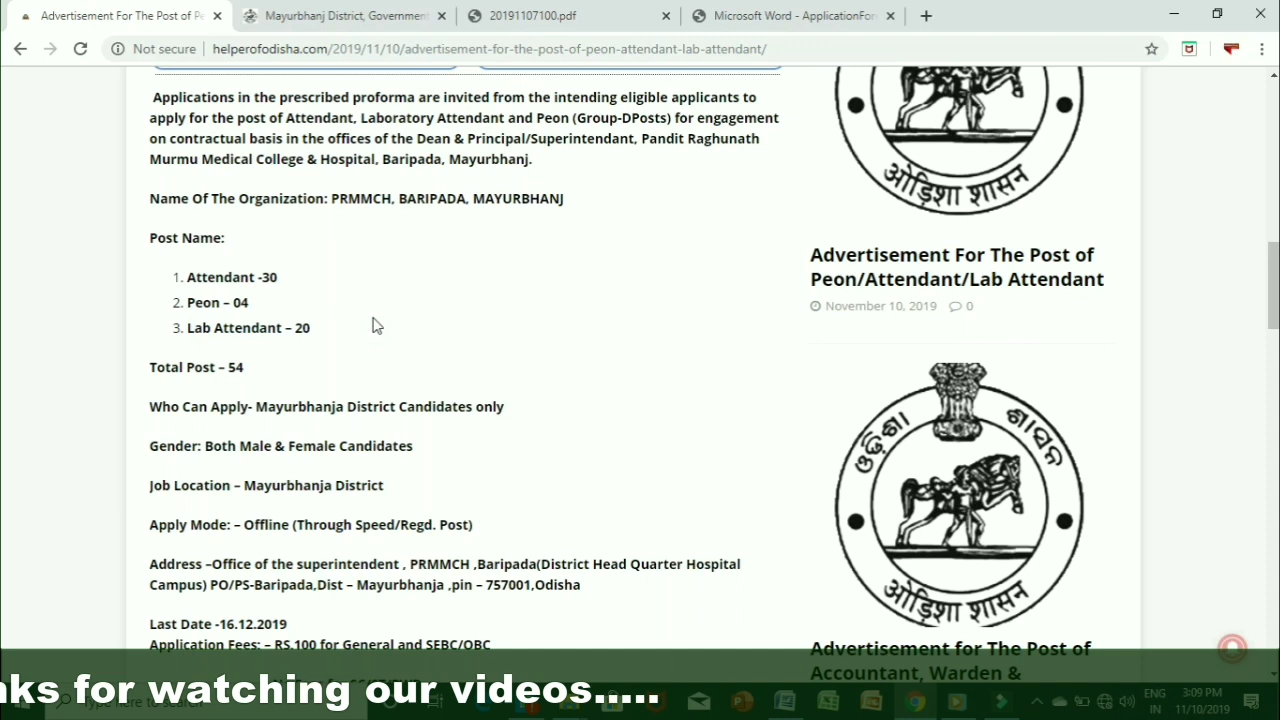 Advertisement For The Post of Pe
Mayurbhanj District, Government
20191107100.pdf
Microsoft Word - ApplicationFor
Not secure
helperofodisha.com/2019/11/10/advertisement-for-the-post-of-peon-attendant-lab-attendant/
Applications in the prescribed proforma are invited from the intending eligible applicants to
apply for the post of Attendant, Laboratory Attendant and Peon (Group-DPosts) for engagement
on contractual basis in the offices of the Dean & Principal/Superintendent, Pandit Raghunath
Murmu Medical College & Hospital, Baripada, Mayurbhanj.
Name Of The Organization: PRMMCH, BARIPADA, MAYURBHANJ
Post Name:
1. Attendant -30
2. Peon – 04
3. Lab Attendant – 20
Total Post – 54
Who Can Apply- Mayurbhanja District Candidates only
Gender: Both Male & Female Candidates
Job Location – Mayurbhanja District
Apply Mode: – Offline (Through Speed/Regd. Post)
Address –Office of the superintendent , PRMMCH ,Baripada(District Head Quarter Hospital
Campus) PO/PS-Baripada,Dist – Mayurbhanja ,pin – 757001,Odisha
Last Date -16.12.2019
Application Fees: – RS.100 for General and SEBC/OBC
ଓଡ଼ିଶା ଶାସନ
Advertisement For The Post of
Peon/Attendant/Lab Attendant
November 10, 2019 0
ଓଡ଼ିଶା ଶାସନ
ओड़िशा शासन
Advertisement for The Post of
Accountant, Warden &
nks for watching our videos.....
Type here to search
ENG
IN
3:09 PM
11/10/2019